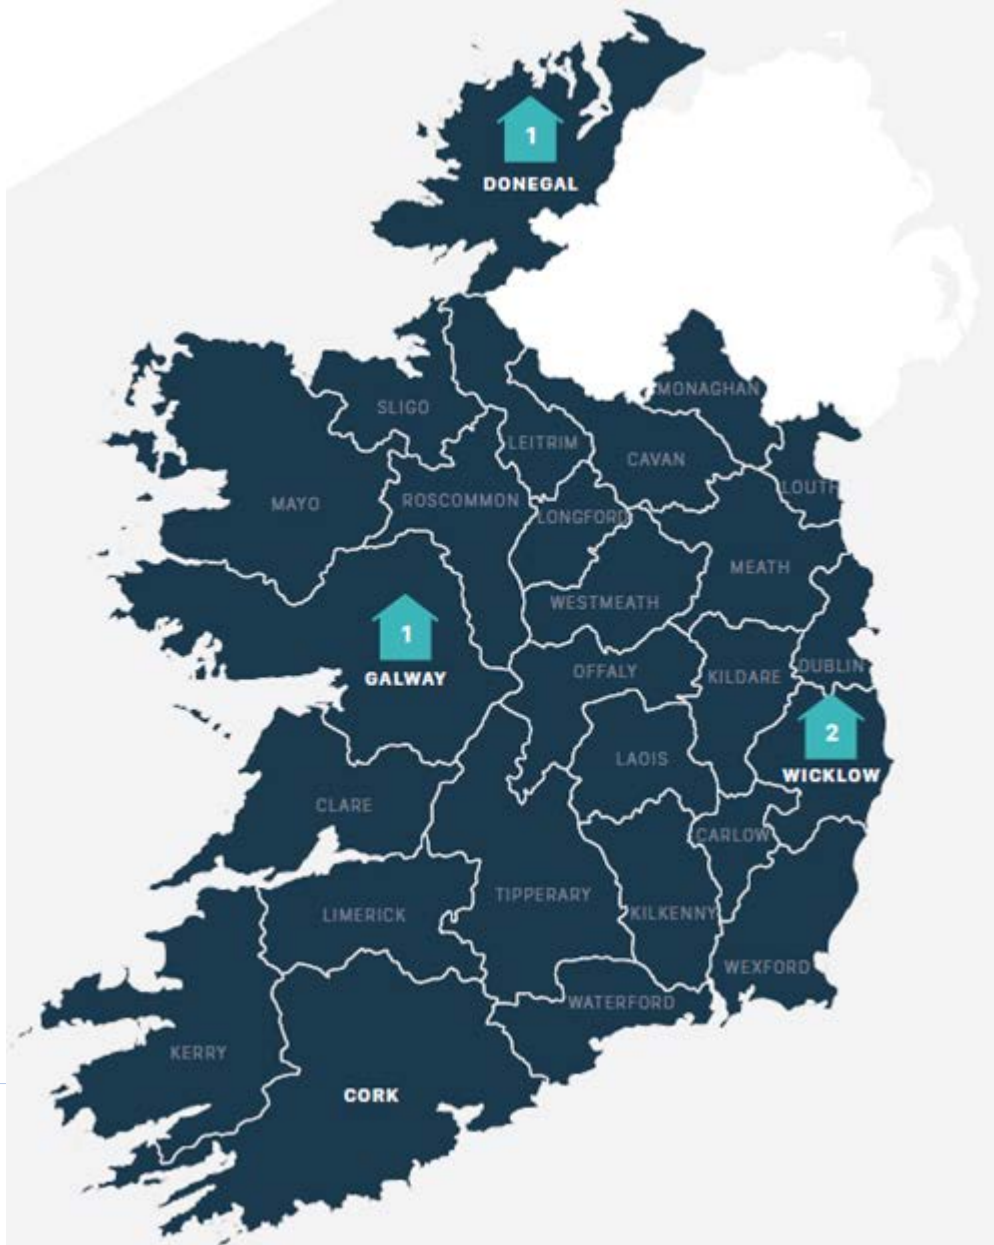 1
DONEGAL
MONAGHAN
SLIGO
LEITRIM
CAVAN
LOUTH
MAYO
ROSCOMMON
LONGFORD
MEATH
WESTMEATH
1
GALWAY
OFFALY
KILDARE
DUBLIN
2
WICKLOW
LAOIS
CLARE
CARLOW
TIPPERARY
LIMERICK
KILKENNY
WEXFORD
WATERFORD
KERRY
CORK